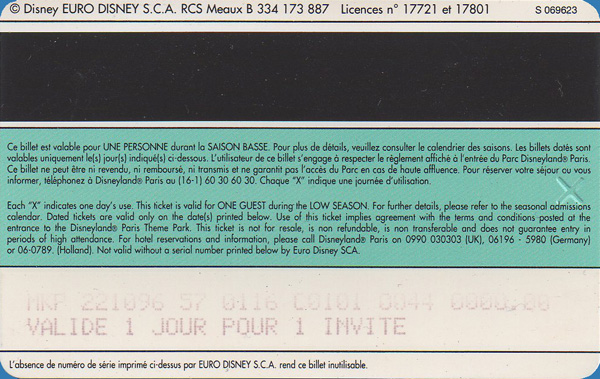 © Disney EURO DISNEY S.C.A. RCS Meaux B 334 173 887 Licences n° 17721 et 17801 S 069623
Ce billet est valable pour UNE PERSONNE durant la SAISON BASSE. Pour plus de détails, veuillez consulter le calendrier des saisons. Les billets datés sont
valables uniquement le(s) jour(s) indiqué(s) ci-dessous. L'utilisateur de ce billet s'engage à respecter le règlement affiché à l'entrée du Parc Disneyland® Paris.
Ce billet ne peut être ni revendu, ni remboursé, ni transmis et ne garantit pas l'accès du Parc en cas de haute affluence. Pour réserver votre séjour ou vous
informer, téléphonez à Disneyland® Paris au (16-1) 60 30 60 30. Chaque "X" indique une journée d'utilisation.
Each "X" indicates one day's use. This ticket is valid for ONE GUEST during the LOW SEASON. For further details, please refer to the seasonal admissions
calendar. Dated tickets are valid only on the date(s) printed below. Use of this ticket implies agreement with the terms and conditions posted at the
entrance to the Disneyland® Paris Theme Park. This ticket is not for resale, is non refundable, is non transferable and does not guarantee entry in
periods of high attendance. For hotel reservations and information, please call Disneyland® Paris on 0990 030303 (UK), 06196 - 5980 (Germany)
or 06-0789. (Holland). Not valid without a serial number printed below by Euro Disney SCA.
X
MKP 221096 57 0116 C0101 0044 0000,00
VALIDE 1 JOUR POUR 1 INVITE
L'absence de numéro de série imprimé ci-dessus par EURO DISNEY S.C.A. rend ce billet inutilisable.